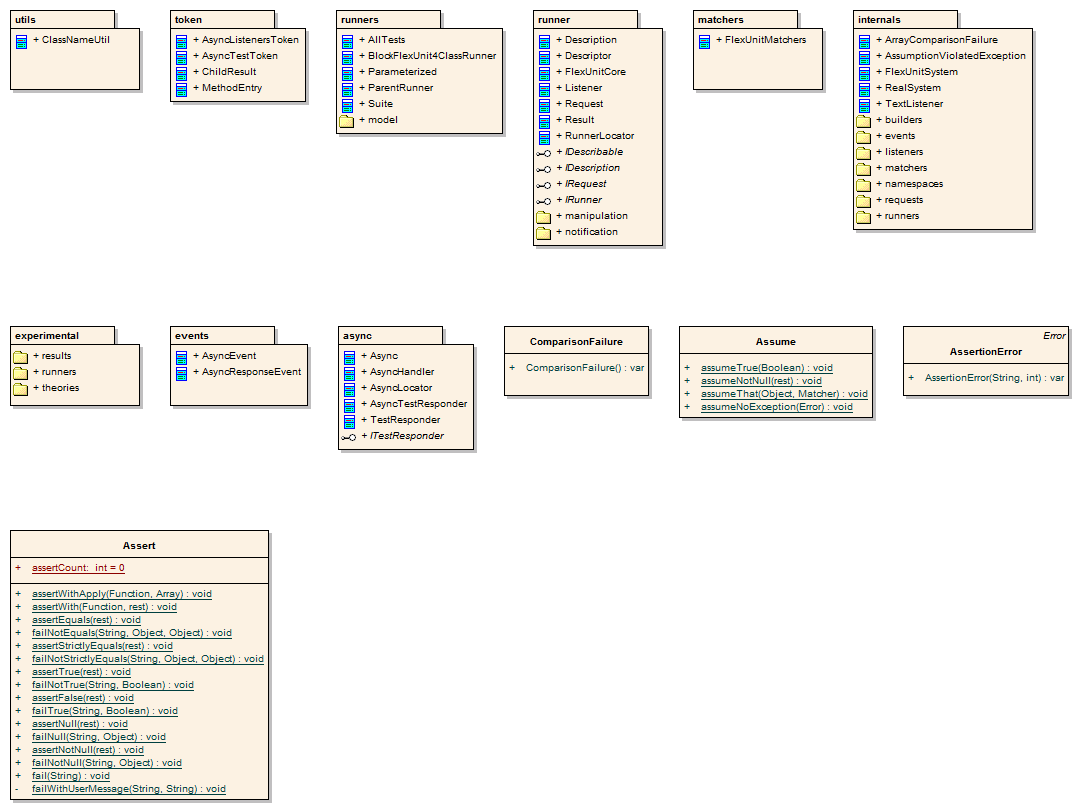 utils
+ ClassNameUtil
token
+ AsyncListenersToken
+ AsyncTestToken
+ ChildResult
+ MethodEntry
runners
+ AllTests
+ BlockFlexUnit4ClassRunner
+ Parameterized
+ ParentRunner
+ Suite
+ model
runner
+ Description
+ Descriptor
+ FlexUnitCore
+ Listener
+ Request
+ Result
+ RunnerLocator
+ IDescribable
+ IDescription
+ IRequest
+ IRunner
+ manipulation
+ notification
matchers
+ FlexUnitMatchers
internals
+ ArrayComparisonFailure
+ AssumptionViolatedException
+ FlexUnitSystem
+ RealSystem
+ TextListener
+ builders
+ events
+ listeners
+ matchers
+ namespaces
+ requests
+ runners
experimental
+ results
+ runners
+ theories
events
+ AsyncEvent
+ AsyncResponseEvent
async
+ Async
+ AsyncHandler
+ AsyncLocator
+ AsyncTestResponder
+ TestResponder
+ ITestResponder
ComparisonFailure
+ ComparisonFailure() : var
Assume
+ assumeTrue(Boolean) : void
+ assumeNotNull(rest) : void
+ assumeThat(Object, Matcher) : void
+ assumeNoException(Error) : void
Error
AssertionError
+ AssertionError(String, int) : var
Assert
+ assertCount: int = 0
+ assertWithApply(Function, Array) : void
+ assertWith(Function, rest) : void
+ assertEquals(rest) : void
+ failNotEquals(String, Object, Object) : void
+ assertStrictlyEquals(rest) : void
+ failNotStrictlyEquals(String, Object, Object) : void
+ assertTrue(rest) : void
+ failNotTrue(String, Boolean) : void
+ assertFalse(rest) : void
+ failTrue(String, Boolean) : void
+ assertNull(rest) : void
+ failNull(String, Object) : void
+ assertNotNull(rest) : void
+ failNotNull(String, Object) : void
+ fail(String) : void
- failWithUserMessage(String, String) : void